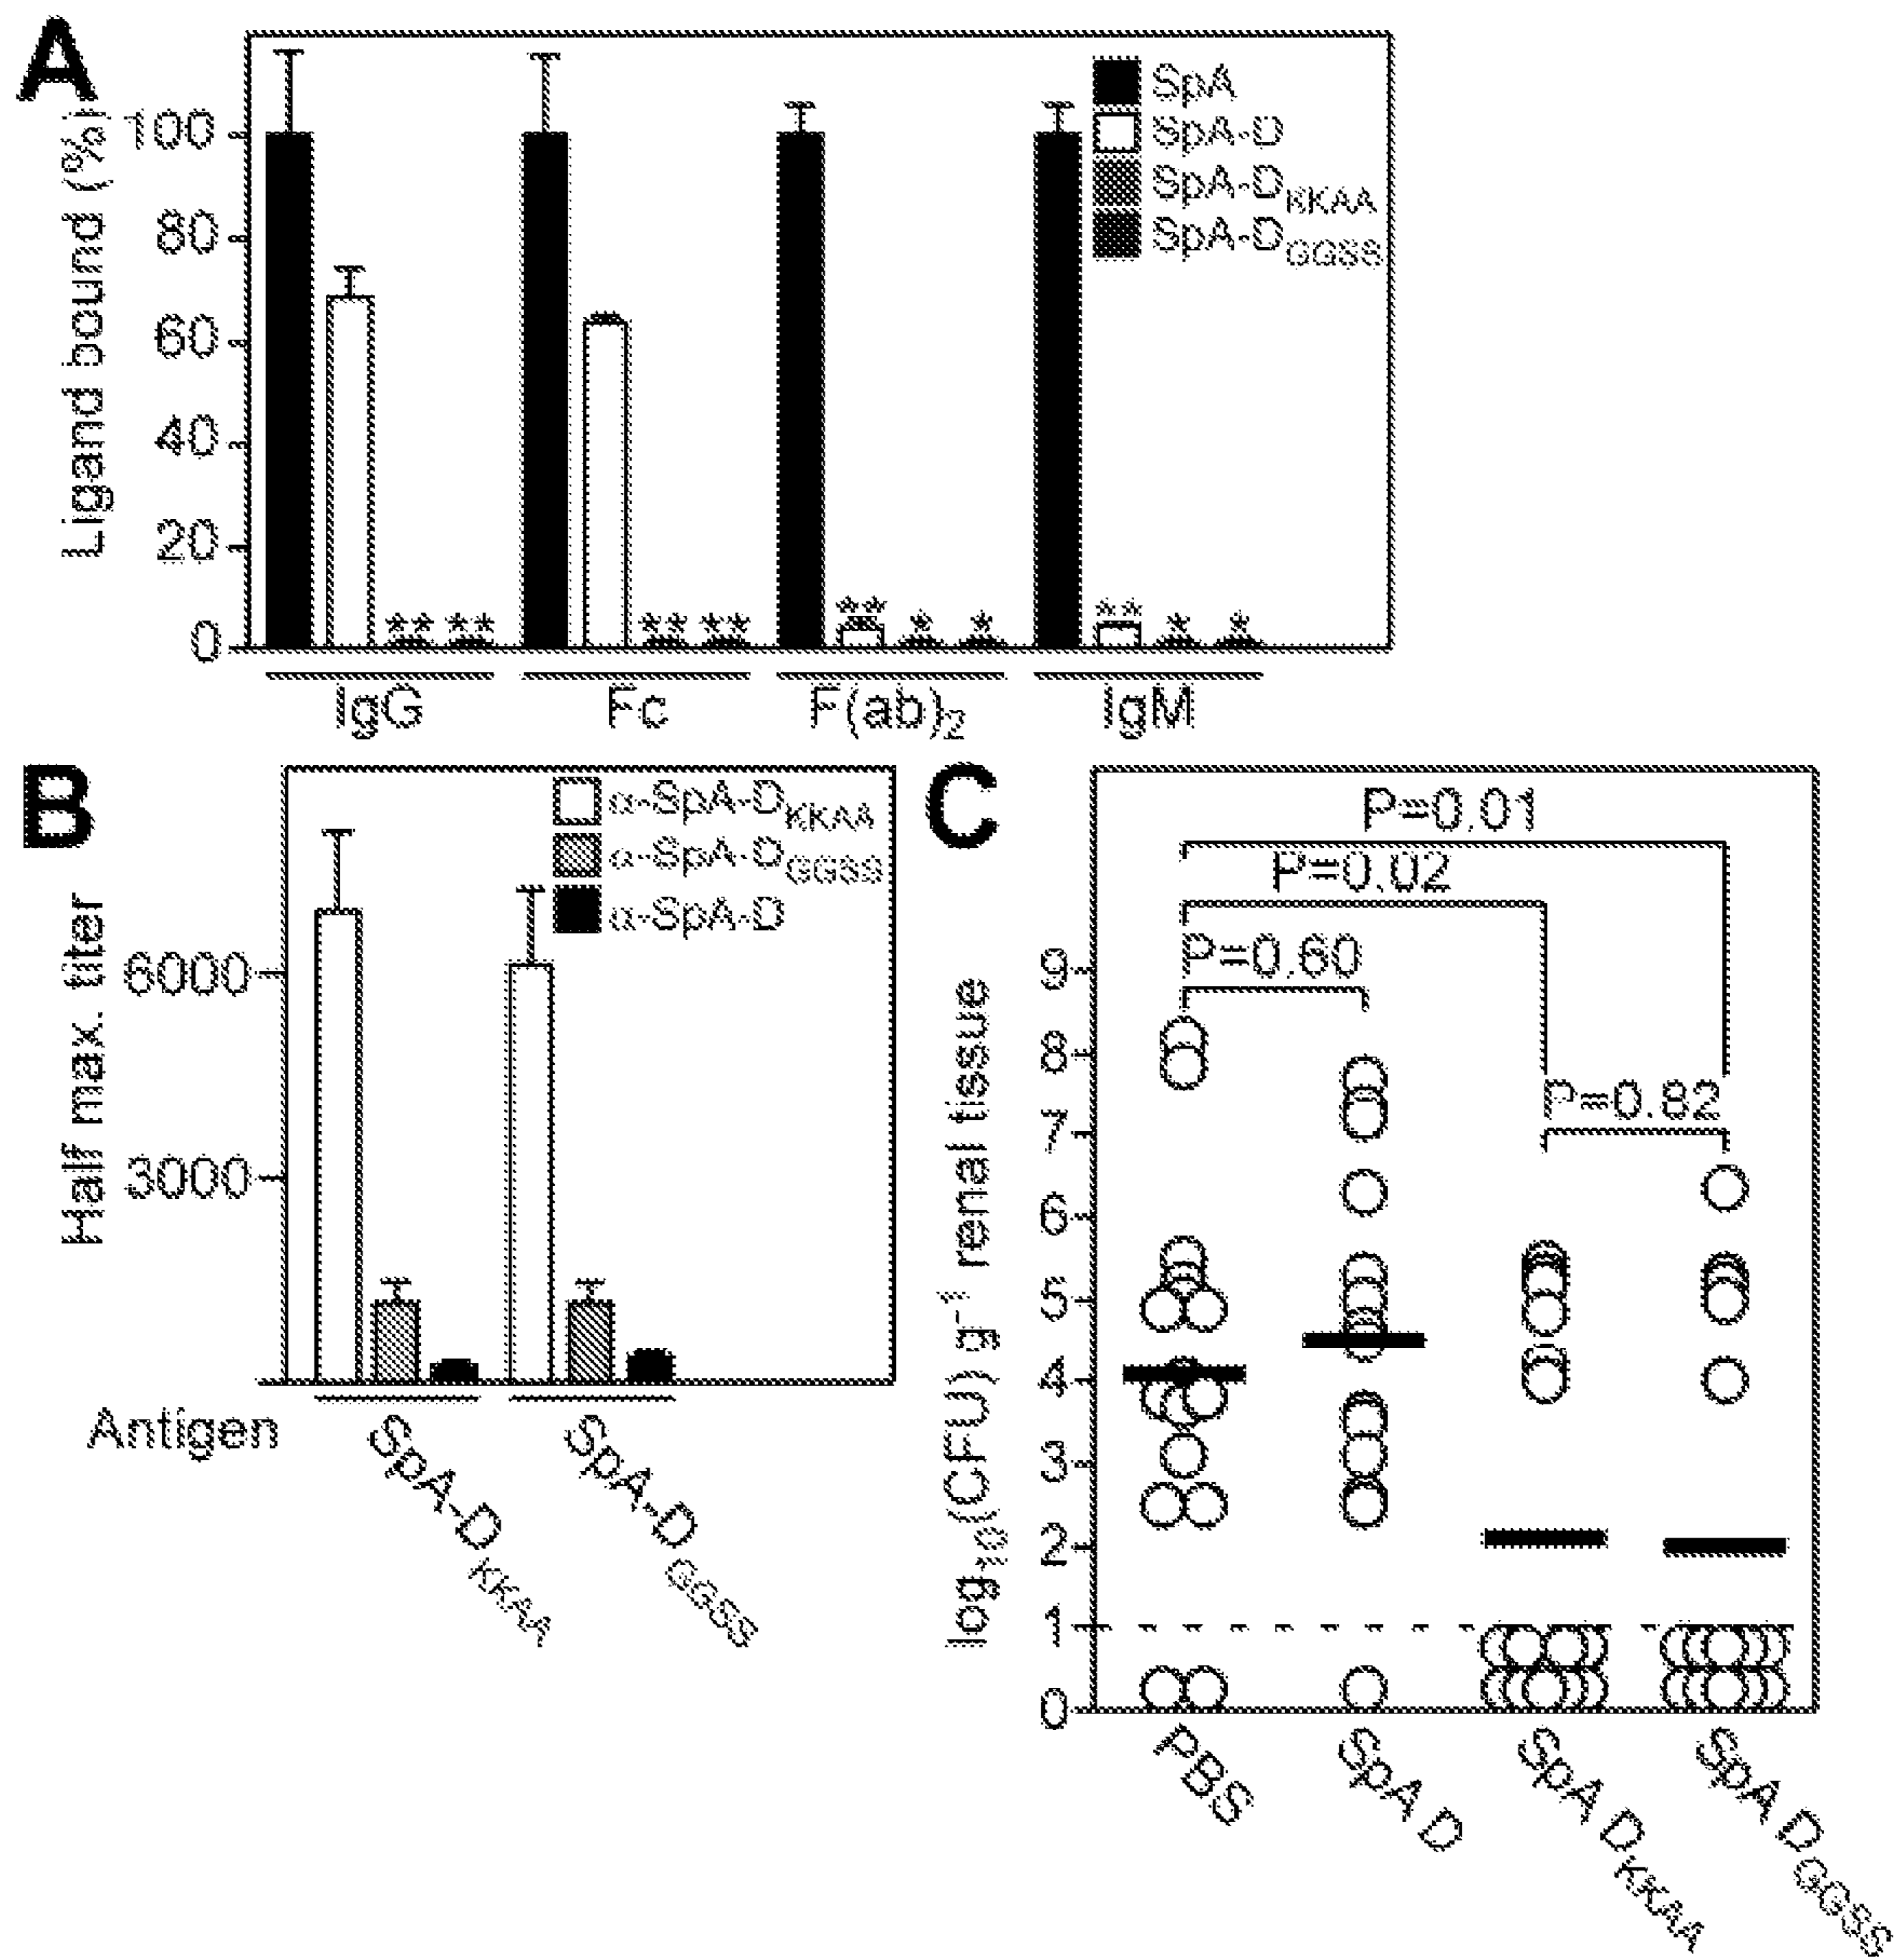 A
Ligand bound (%)
100
80
60
40
20
0
SpA
SpA-D
SpA-DKKAA
SpA-DGGSS
** **
** **
** * *
** * *
IgG Fc F(ab)2 IgM
B
Half max. titer
6000
3000
α-SpA-DKKAA
α-SpA-DGGSS
α-SpA-D
Antigen
SpA-DKKAA
SpA-DGGSS
C
log10(CFU) g-1 renal tissue
P=0.01
P=0.02
P=0.60
P=0.82
9
8
7
6
5
4
3
2
1
0
PBS
SpA D
SpA DKKAA
SpA DGGSS